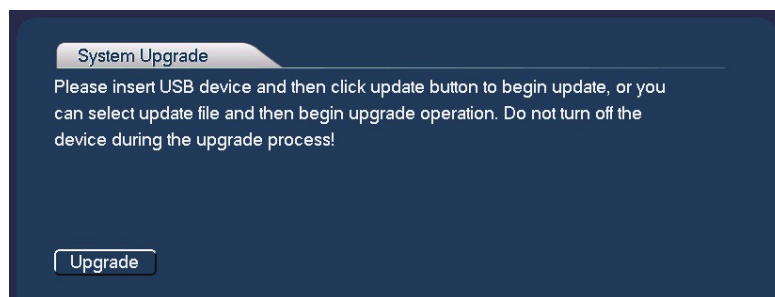 System Upgrade
Please insert USB device and then click update button to begin update, or you
can select update file and then begin upgrade operation. Do not turn off the
device during the upgrade process!
Upgrade